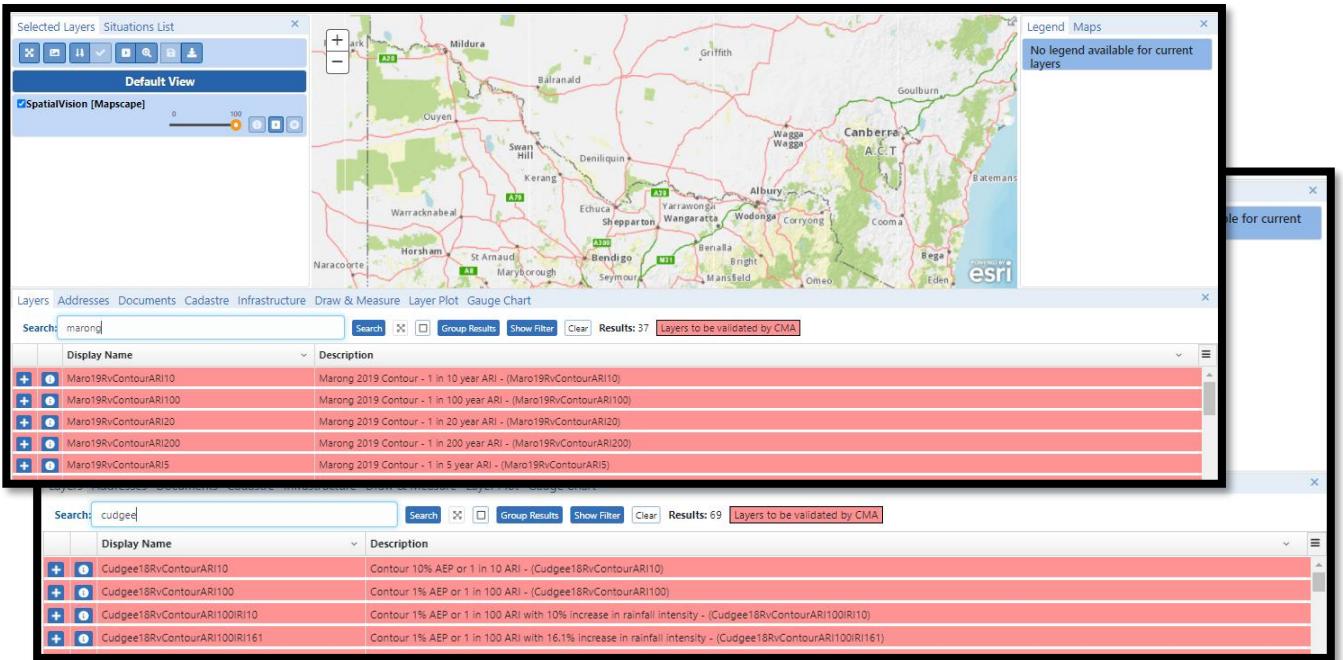 Selected Layers Situations List
Default View
SpatialVision [Mapscape]
0 100
+
−
Mildura
A20
Griffith
Balranald
Goulburn
Ouyen
Wagga
Wagga
Canberra
A.C.T
Swan
Hill
Deniliquin
Kerang
Batemans
A79
A39
Albury
Warracknabeal
Echuca
Yarrawonga
Shepparton
Wangaratta
Wodonga
Corryong
Cooma
A300
Horsham
St Arnaud
Bendigo
M31
Benalla
Bright
Bega
Naracoorte
A8
Maryborough
Seymour
Mansfield
Omeo
Eden
POWERED BY
esri
Legend Maps
No legend available for current
layers
Layers Addresses Documents Cadastre Infrastructure Draw & Measure Layer Plot Gauge Chart
Search: marong Search Group Results Show Filter Clear Results: 37 Layers to be validated by CMA
Display Name Description
Maro19RvContourARI10 Marong 2019 Contour - 1 in 10 year ARI - (Maro19RvContourARI10)
Maro19RvContourARI100 Marong 2019 Contour - 1 in 100 year ARI - (Maro19RvContourARI100)
Maro19RvContourARI20 Marong 2019 Contour - 1 in 20 year ARI - (Maro19RvContourARI20)
Maro19RvContourARI200 Marong 2019 Contour - 1 in 200 year ARI - (Maro19RvContourARI200)
Maro19RvContourARI5 Marong 2019 Contour - 1 in 5 year ARI - (Maro19RvContourARI5)
for current
Search: cudgee Search Group Results Show Filter Clear Results: 69 Layers to be validated by CMA
Display Name Description
Cudgee18RvContourARI10 Contour 10% AEP or 1 in 10 ARI - (Cudgee18RvContourARI10)
Cudgee18RvContourARI100 Contour 1% AEP or 1 in 100 ARI - (Cudgee18RvContourARI100)
Cudgee18RvContourARI100IRI10 Contour 1% AEP or 1 in 100 ARI with 10% increase in rainfall intensity - (Cudgee18RvContourARI100IRI10)
Cudgee18RvContourARI100IRI161 Contour 1% AEP or 1 in 100 ARI with 16.1% increase in rainfall intensity - (Cudgee18RvContourARI100IRI161)